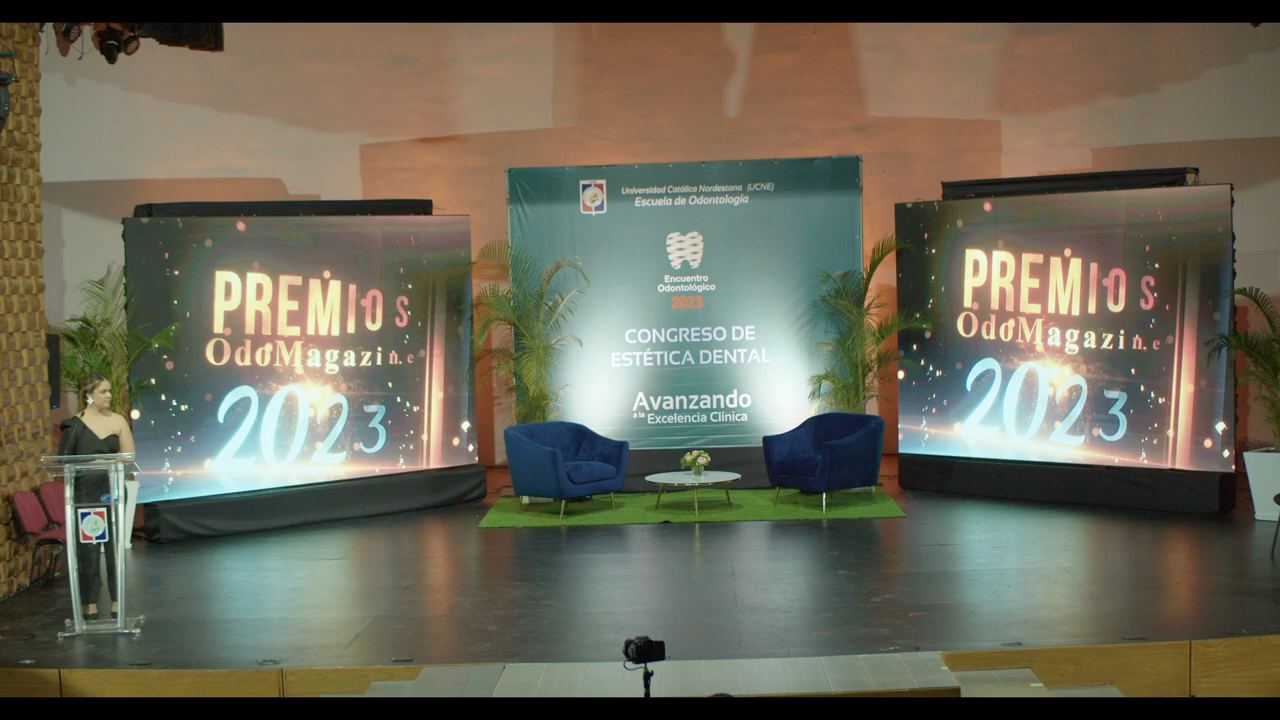 PREMIOS
OdoMagazine
2023
Universidad Católica Nordestana (UCNE)
Escuela de Odontología
Encuentro
Odontológico
2023
CONGRESO DE
ESTÉTICA DENTAL
Avanzando
a la Excelencia Clínica
PREMIOS
OdoMagazine
2023